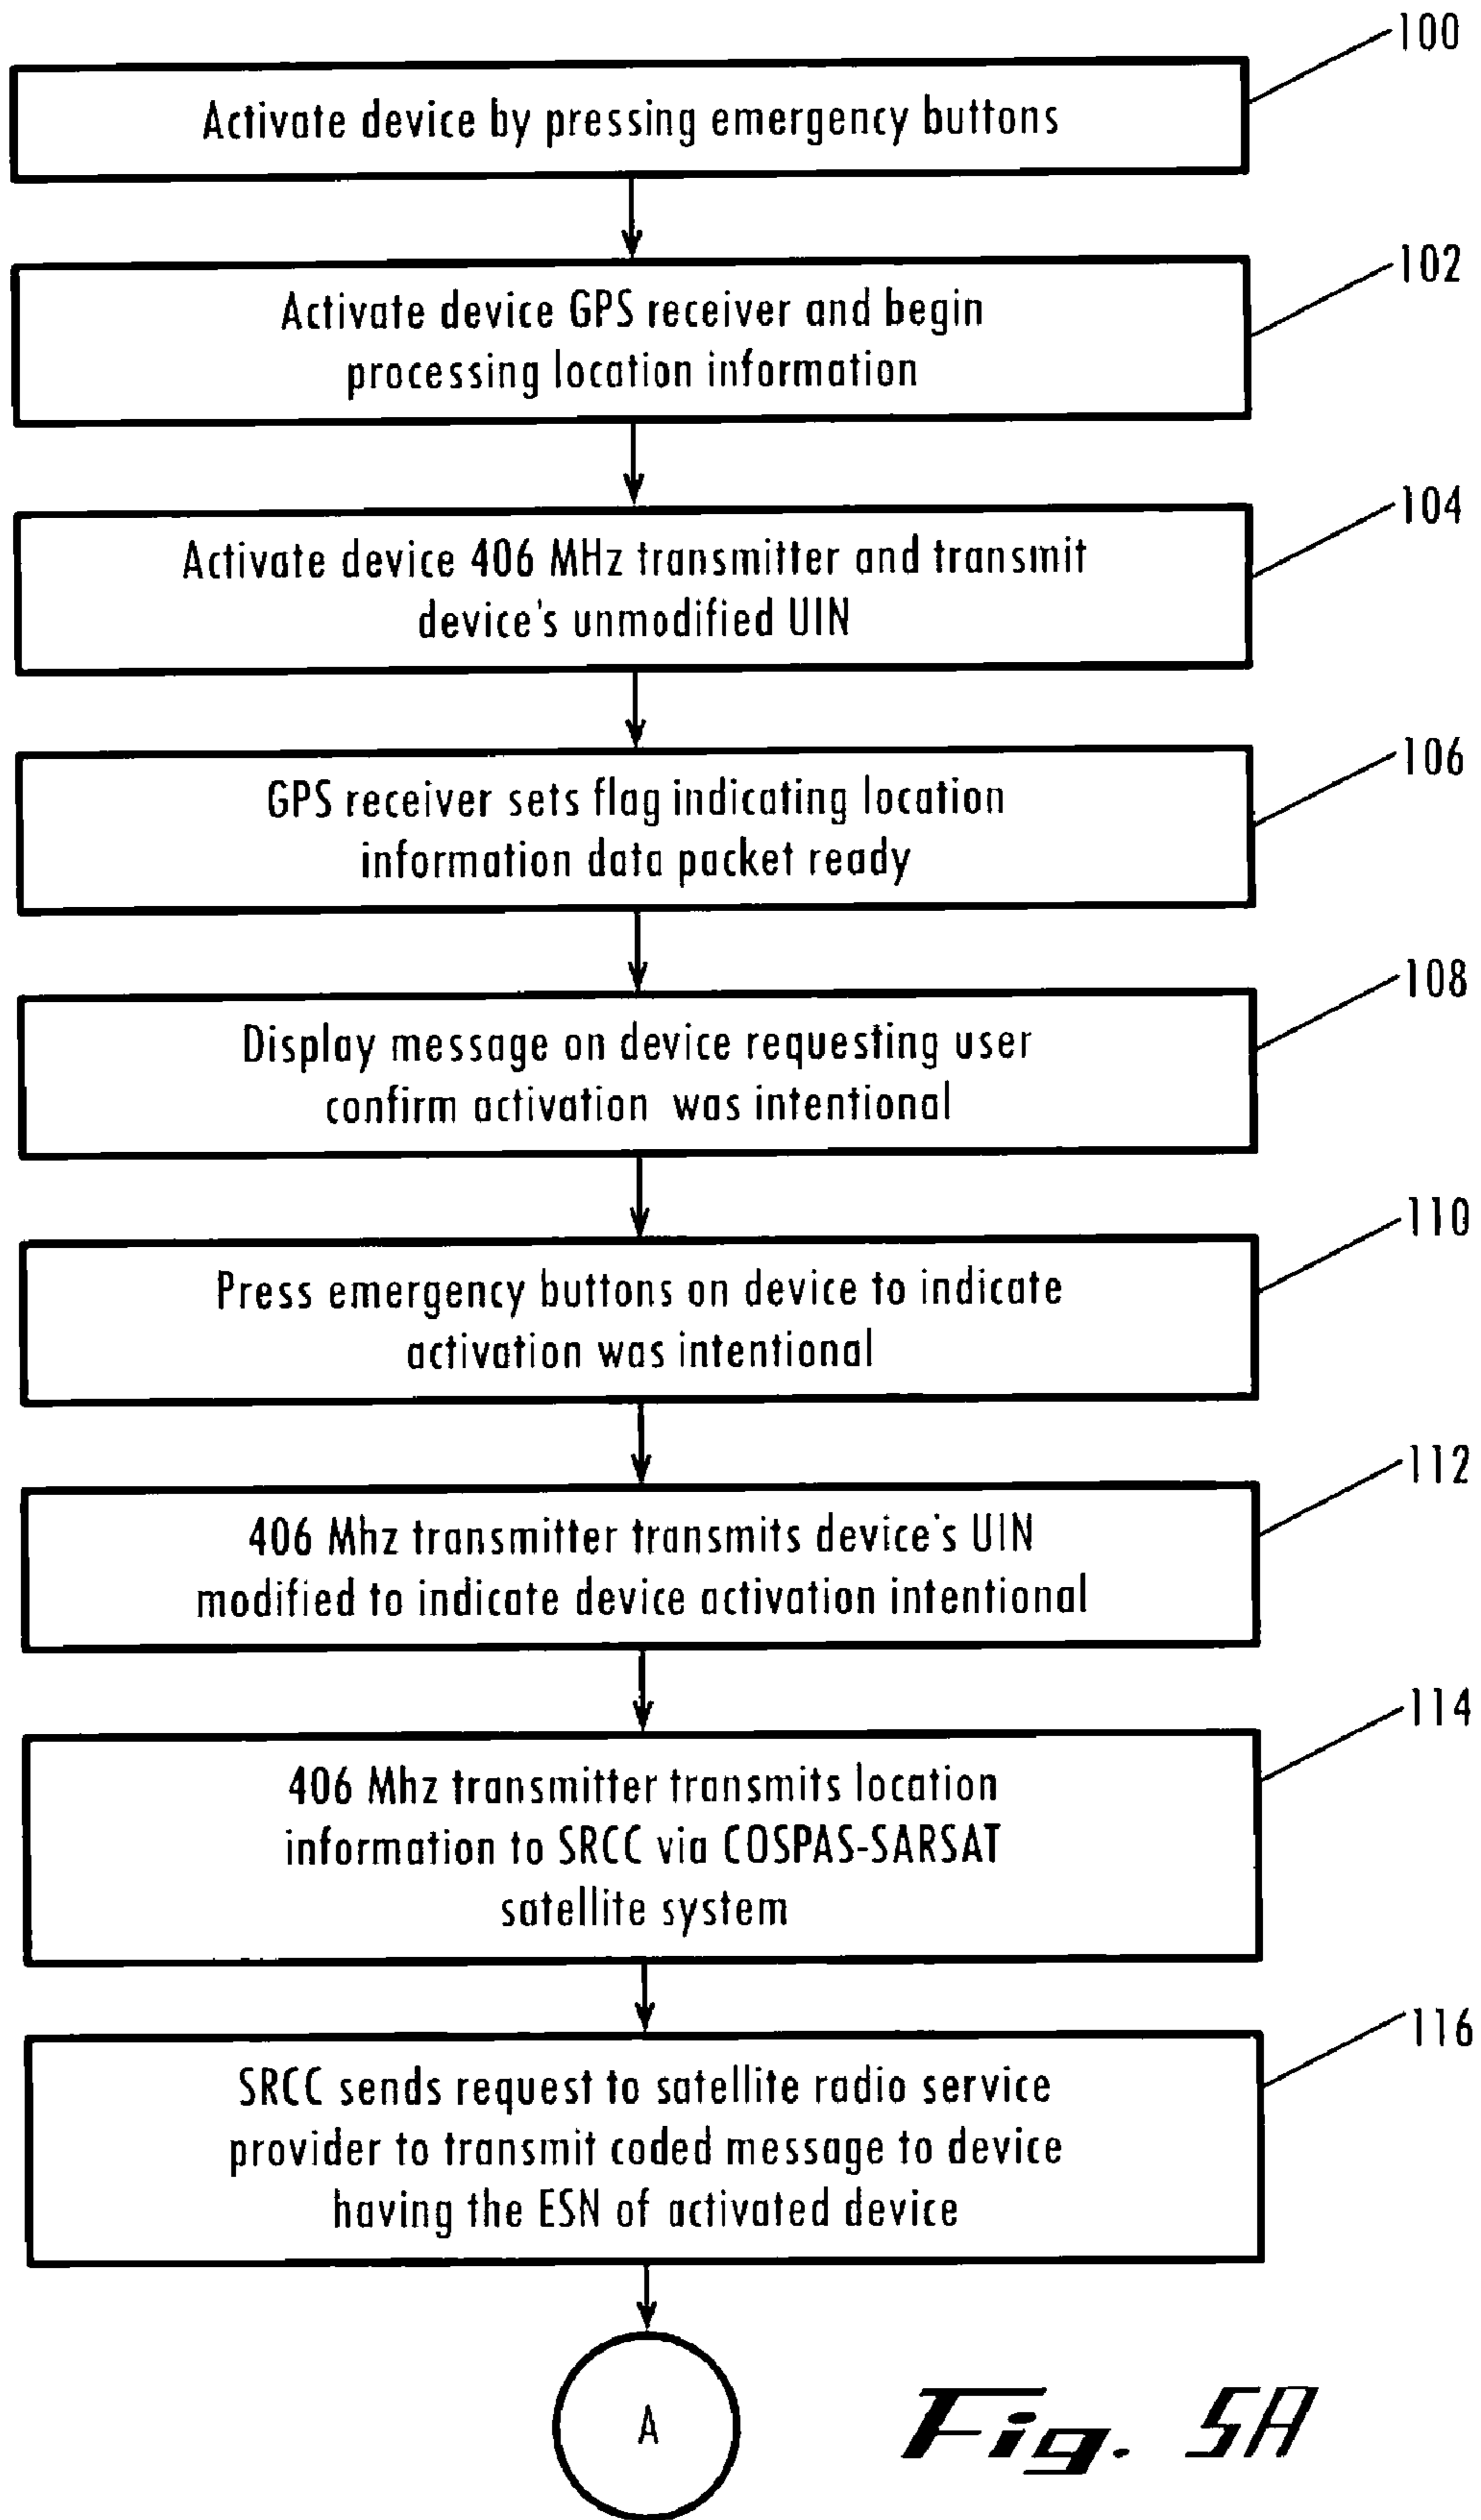 100
Activate device by pressing emergency buttons
102
Activate device GPS receiver and begin
processing location information
104
Activate device 406 MHz transmitter and transmit
device's unmodified UIN
106
GPS receiver sets flag indicating location
information data packet ready
108
Display message on device requesting user
confirm activation was intentional
110
Press emergency buttons on device to indicate
activation was intentional
112
406 Mhz transmitter transmits device's UIN
modified to indicate device activation intentional
114
406 Mhz transmitter transmits location
information to SRCC via COSPAS-SARSAT
satellite system
116
SRCC sends request to satellite radio service
provider to transmit coded message to device
having the ESN of activated device
A
Fig. 5A